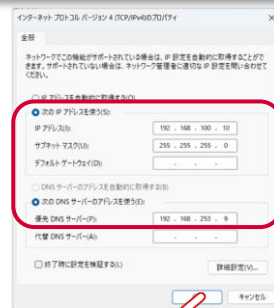 インターネット プロトコル バージョン 4 (TCP/IPv4)のプロパティ
全般
ネットワークでこの機能がサポートされている場合は、IP 設定を自動的に取得することがで
きます。サポートされていない場合は、ネットワーク管理者に適切な IP 設定を問い合わせて
ください。
IP アドレスを自動的に取得する(O)
次の IP アドレスを使う(S):
IP アドレス(I): 192 . 168 . 100 . 10
サブネット マスク(U): 255 . 255 . 255 . 0
デフォルト ゲートウェイ(D): . . .
DNS サーバーのアドレスを自動的に取得する(B)
次の DNS サーバーのアドレスを使う(E):
優先 DNS サーバー(P): 192 . 168 . 253 . 9
代替 DNS サーバー(A): . . .
終了時に設定を検証する(L)
詳細設定(V)...
キャンセル